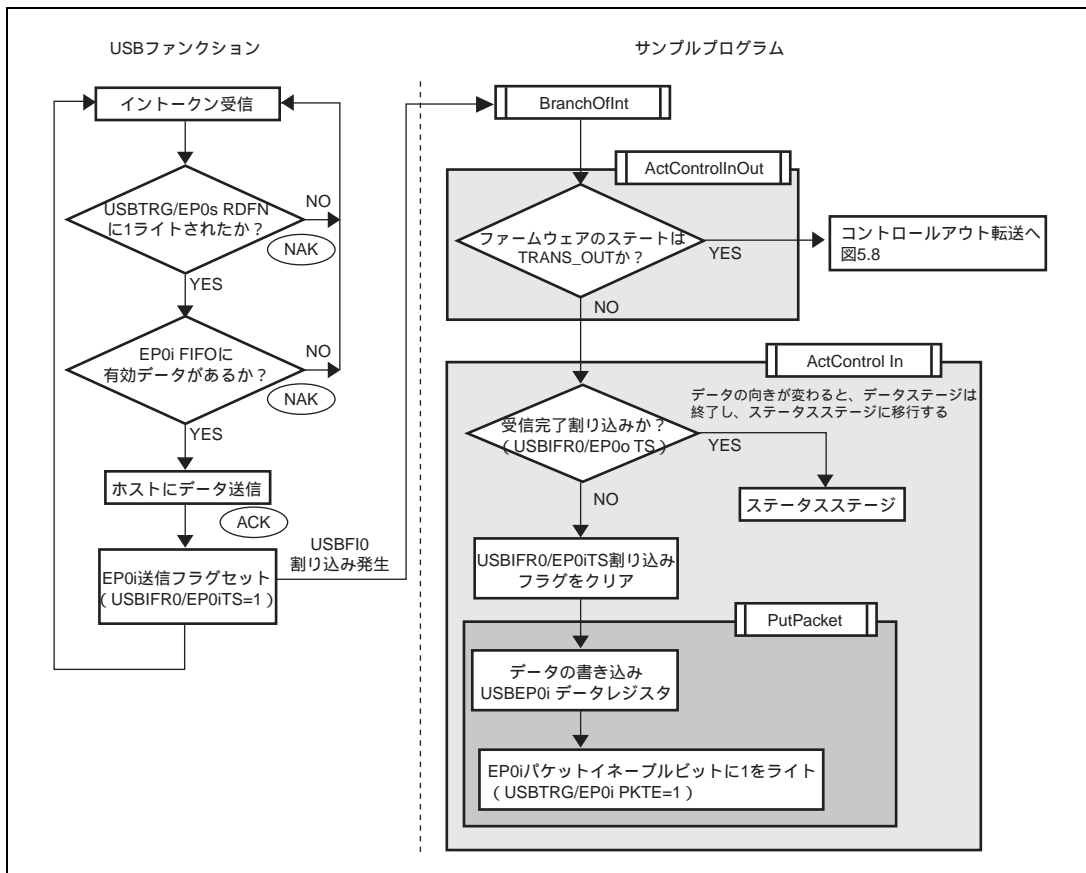 USBファンクション
イントークン受信
USBTRG/EP0s RDFN
に1ライトされたか？
NO
NAK
YES
EP0i FIFOに
有効データがあるか？
NO
NAK
YES
ホストにデータ送信
ACK
EP0i送信フラグセット
（USBIFR0/EP0iTS=1）
USBFI0
割り込み発生
サンプルプログラム
BranchOfInt
ActControlInOut
ファームウェアのステートは
TRANS_OUTか？
YES
コントロールアウト転送へ
図5.8
NO
ActControl In
データの向きが変わると、データステージは
終了し、ステータスステージに移行する
受信完了割り込みか？
（USBIFR0/EP0o TS）
YES
ステータスステージ
NO
USBIFR0/EP0iTS割り込み
フラグをクリア
PutPacket
データの書き込み
USBEP0i データレジスタ
EP0iパケットイネーブルビットに1をライト
（USBTRG/EP0i PKTE=1）